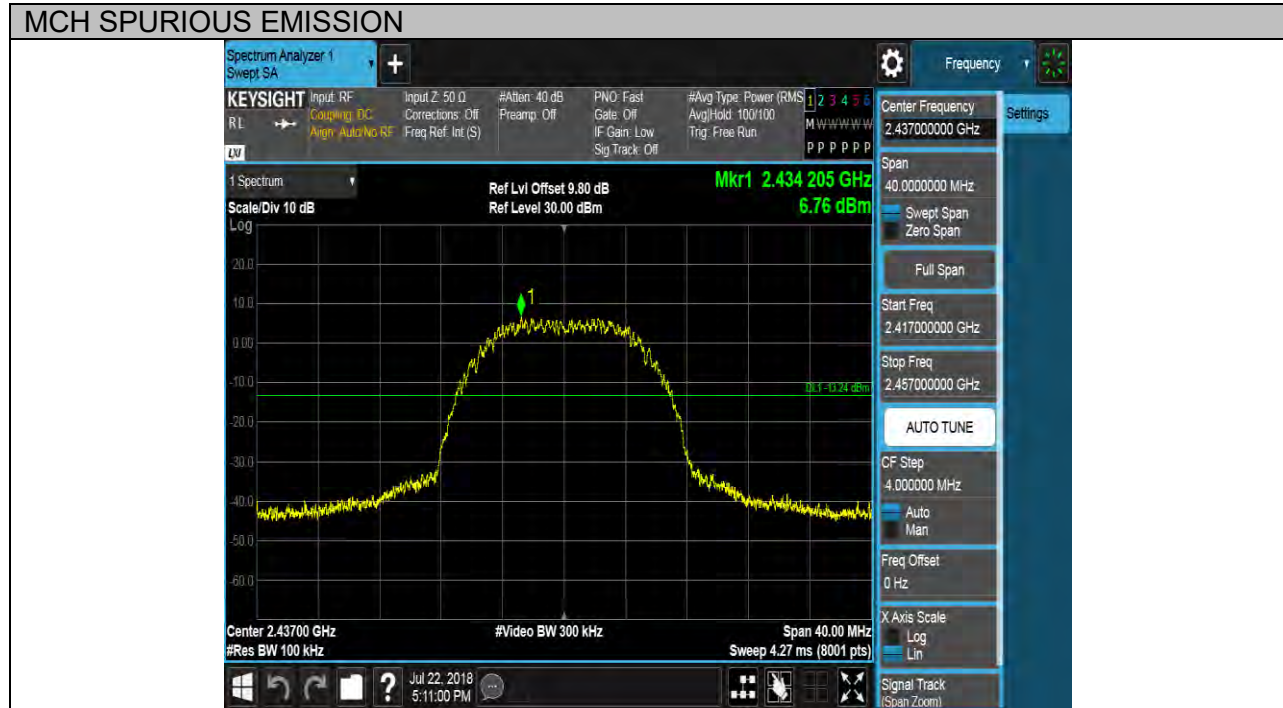 MCH SPURIOUS EMISSION
Spectrum Analyzer 1
Swept SA
+
Frequency
KEYSIGHT
RL
LXI
Input: RF
Coupling: DC
Align: Auto/No RF
Input Z: 50 Ω
Corrections: Off
Freq Ref: Int (S)
#Atten: 40 dB
Preamp: Off
PNO: Fast
Gate: Off
IF Gain: Low
Sig Track: Off
#Avg Type: Power (RMS
Avg|Hold: 100/100
Trig: Free Run
1 2 3 4 5 6
M W W W W W
P P P P P P
1 Spectrum
Scale/Div 10 dB
Ref Lvl Offset 9.80 dB
Ref Level 30.00 dBm
Mkr1 2.434 205 GHz
6.76 dBm
Log
20.0
10.0
0.00
-10.0
-20.0
-30.0
-40.0
-50.0
-60.0
1
DL1 -13.24 dBm
Center 2.43700 GHz
#Res BW 100 kHz
#Video BW 300 kHz
Span 40.00 MHz
Sweep 4.27 ms (8001 pts)
Center Frequency
2.437000000 GHz
Settings
Span
40.0000000 MHz
Swept Span
Zero Span
Full Span
Start Freq
2.417000000 GHz
Stop Freq
2.457000000 GHz
AUTO TUNE
CF Step
4.000000 MHz
Auto
Man
Freq Offset
0 Hz
X Axis Scale
Log
Lin
Signal Track
(Span Zoom)
?
Jul 22, 2018
5:11:00 PM